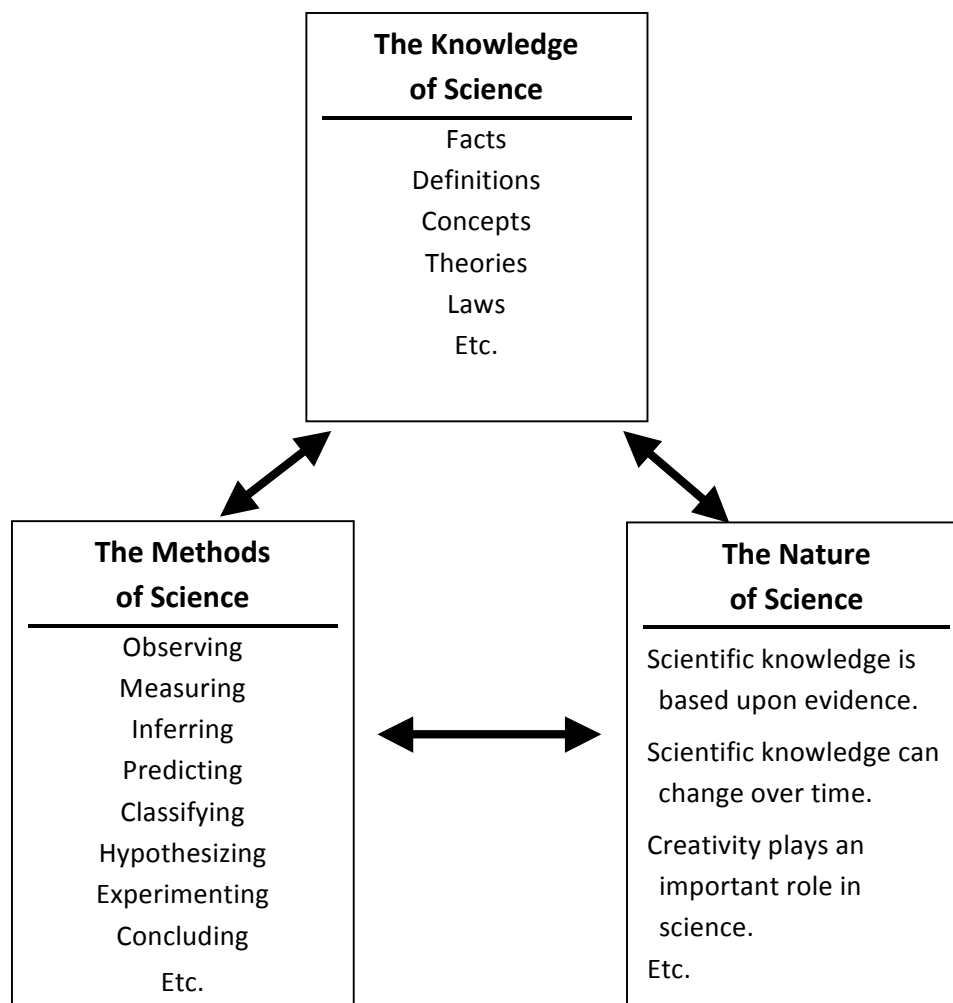 The Knowledge
of Science
Facts
Definitions
Concepts
Theories
Laws
Etc.
The Methods
of Science
Observing
Measuring
Inferring
Predicting
Classifying
Hypothesizing
Experimenting
Concluding
Etc.
The Nature
of Science
Scientific knowledge is
based upon evidence.
Scientific knowledge can
change over time.
Creativity plays an
important role in
science.
Etc.